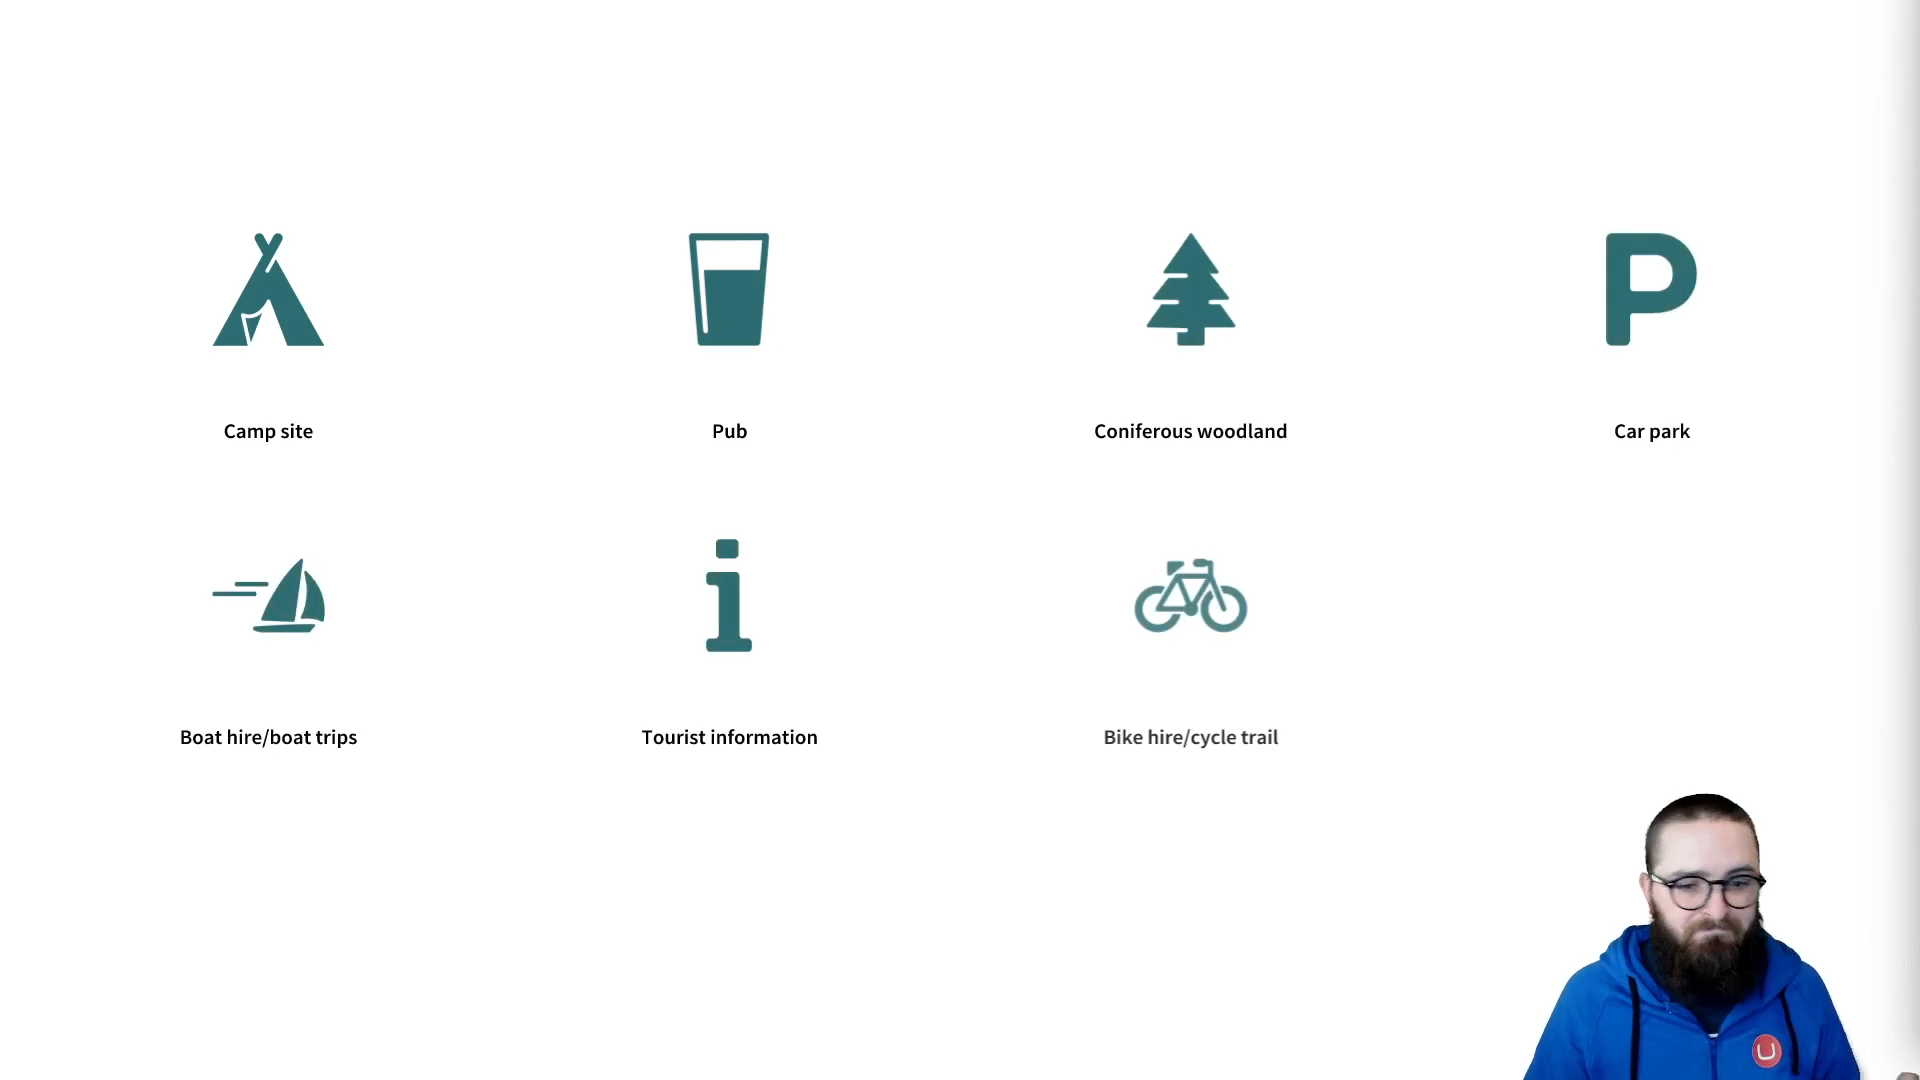 P
Camp site
Pub
Coniferous woodland
Car park
i
Boat hire/boat trips
Tourist information
Bike hire/cycle trail
U